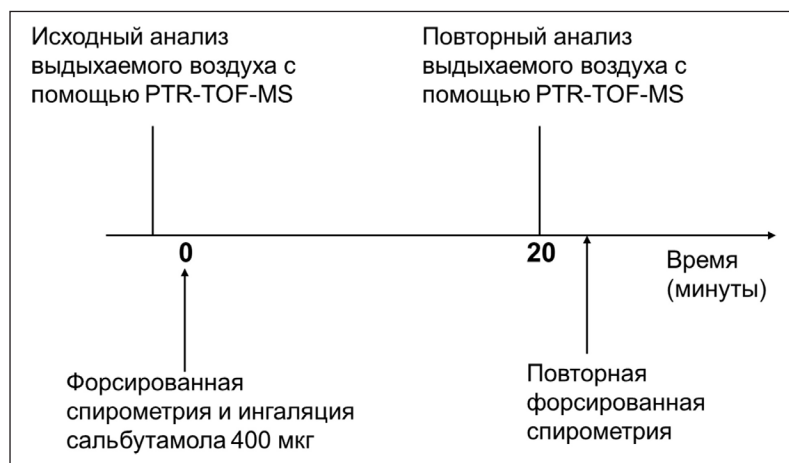 Исходный анализ
выдыхаемого воздуха с
помощью PTR-TOF-MS
Повторный анализ
выдыхаемого воздуха с
помощью PTR-TOF-MS
0
20
Время
(минуты)
Форсированная
спирометрия и ингаляция
сальбутамола 400 мкг
Повторная
форсированная
спирометрия